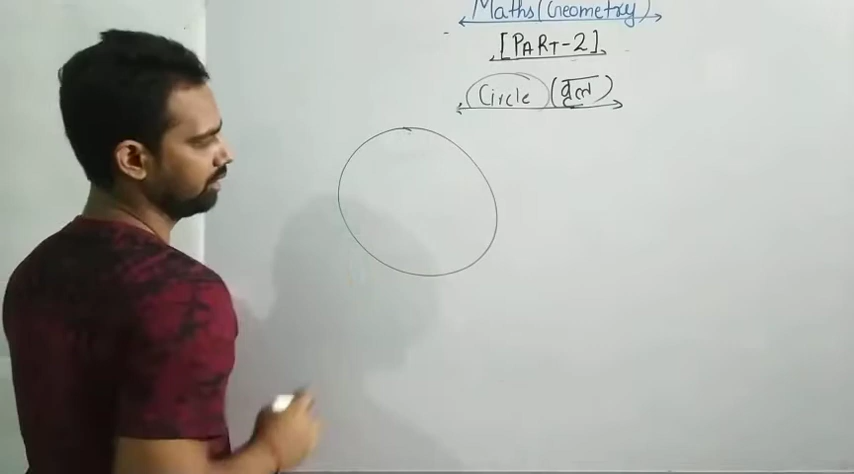 Maths (Geometry)
[PART-2]
Circle (वृत्त)